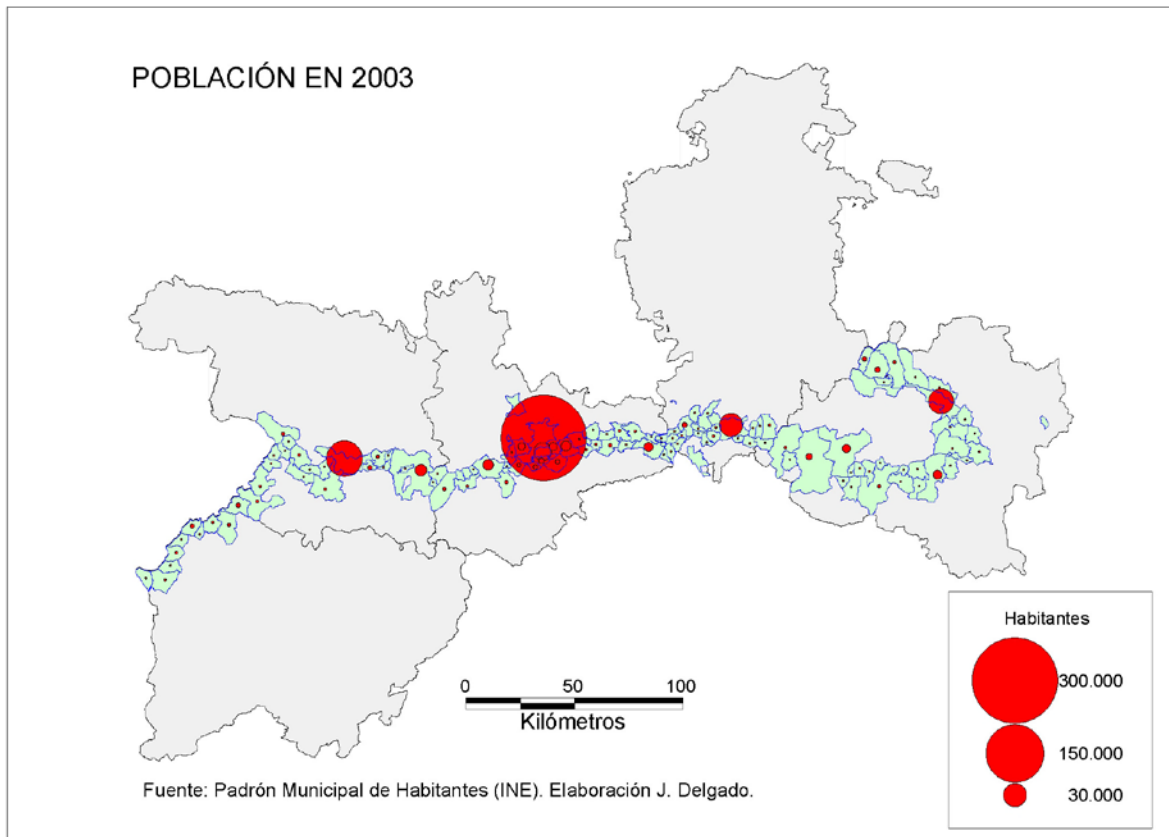 POBLACIÓN EN 2003
Habitantes
300.000
150.000
30.000
0 50 100
Kilómetros
Fuente: Padrón Municipal de Habitantes (INE). Elaboración J. Delgado.